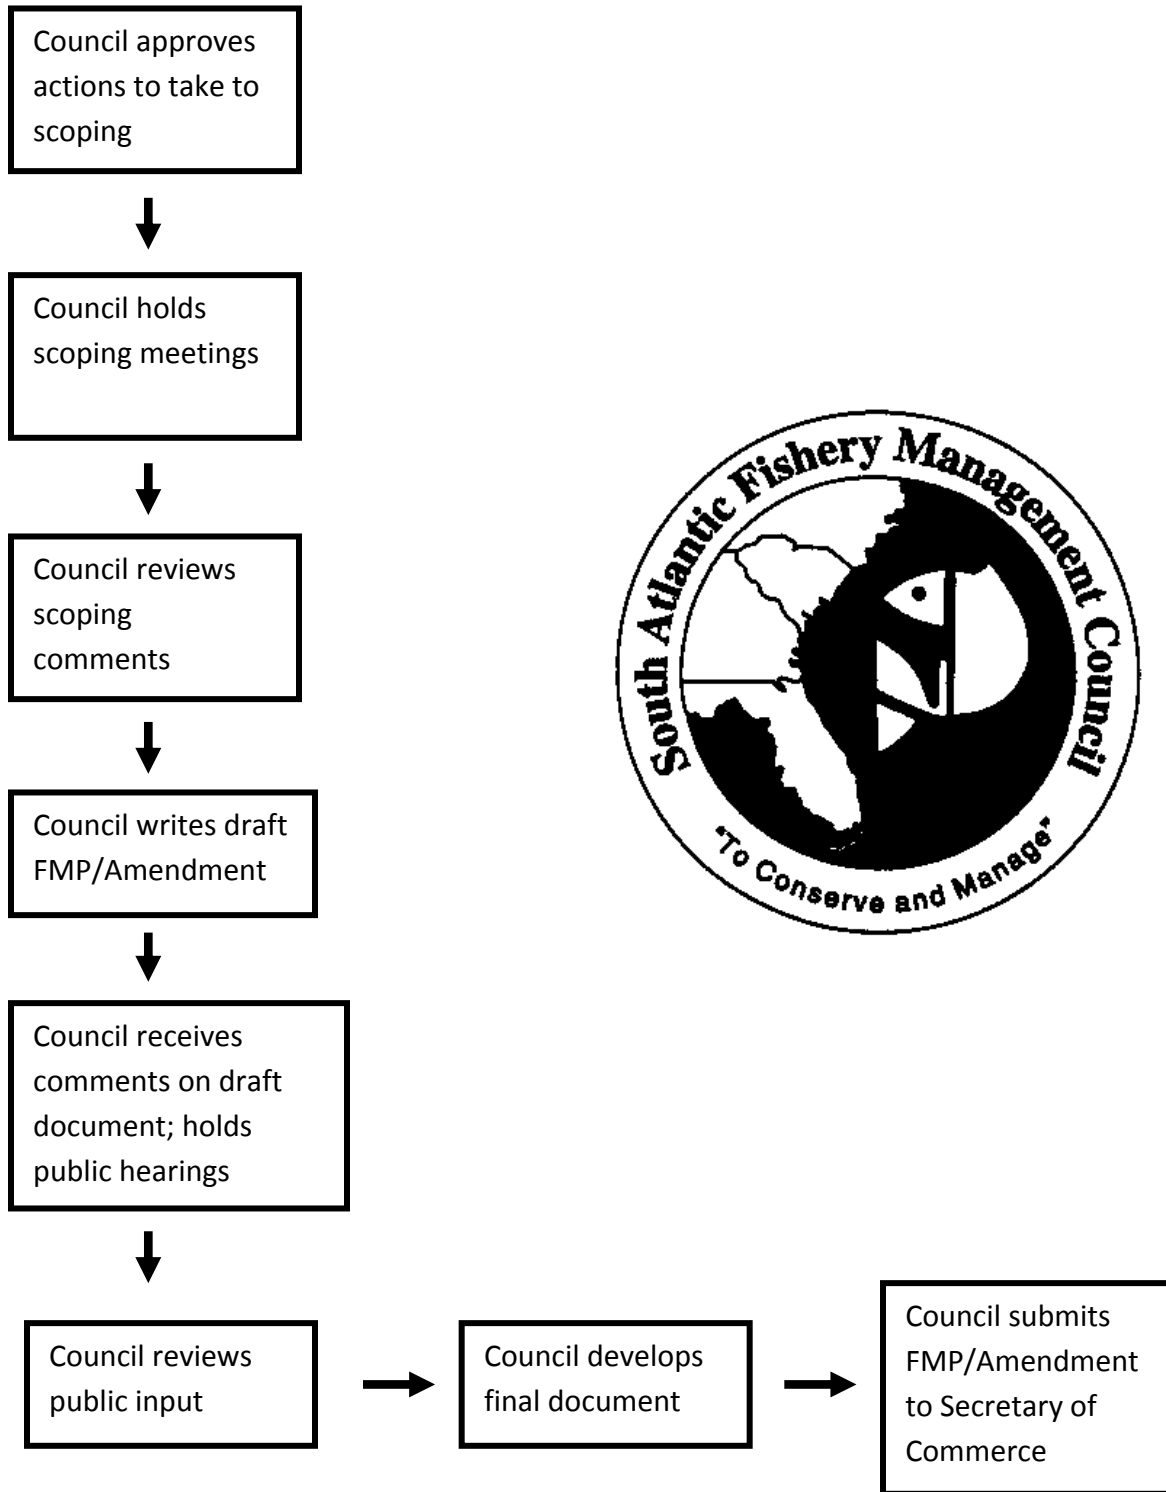 Council approves
actions to take to
scoping
Council holds
scoping meetings
Council reviews
scoping
comments
Council writes draft
FMP/Amendment
Council receives
comments on draft
document; holds
public hearings
Council reviews
public input
Council develops
final document
Council submits
FMP/Amendment
to Secretary of
Commerce
South Atlantic Fishery Management Council
"To Conserve and Manage"